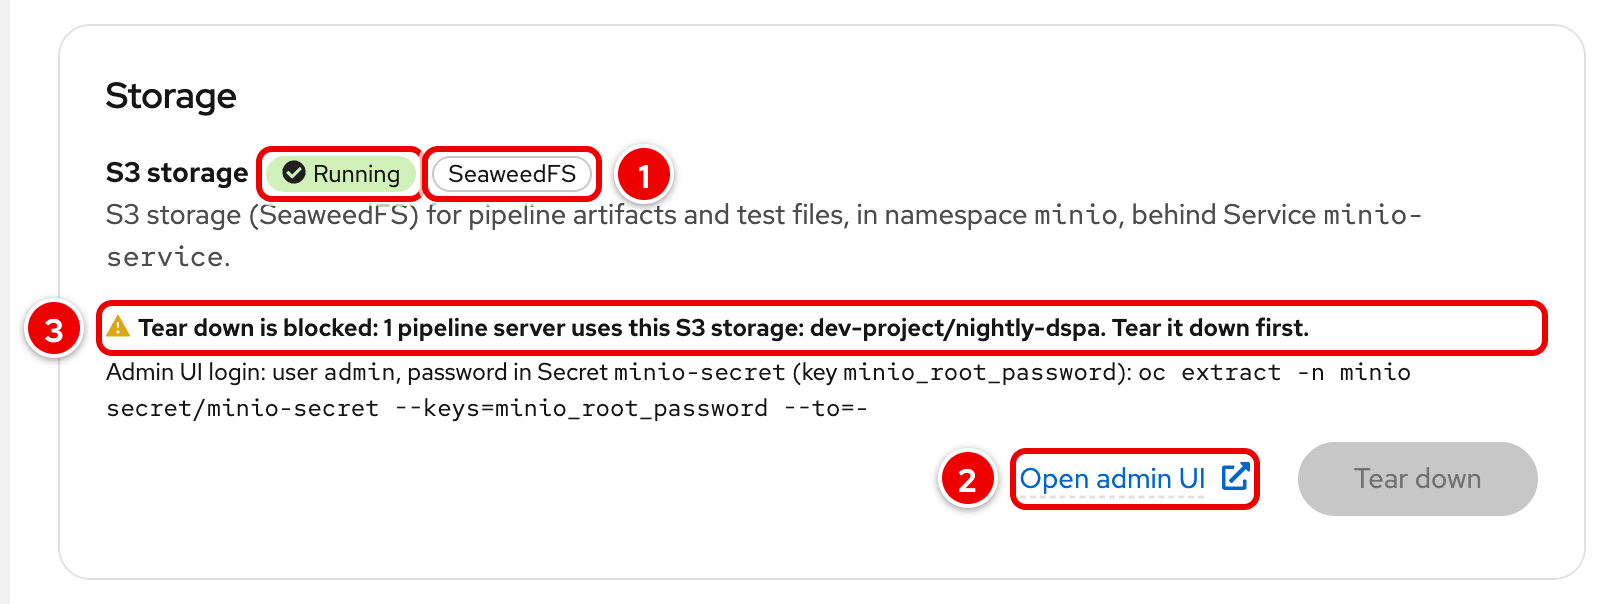 Storage
S3 storage Running SeaweedFS 1
S3 storage (SeaweedFS) for pipeline artifacts and test files, in namespace minio, behind Service minio-
service.
3 Tear down is blocked: 1 pipeline server uses this S3 storage: dev-project/nightly-dspa. Tear it down first.
Admin UI login: user admin, password in Secret minio-secret (key minio_root_password): oc extract -n minio
secret/minio-secret --keys=minio_root_password --to=-
2 Open admin UI Tear down